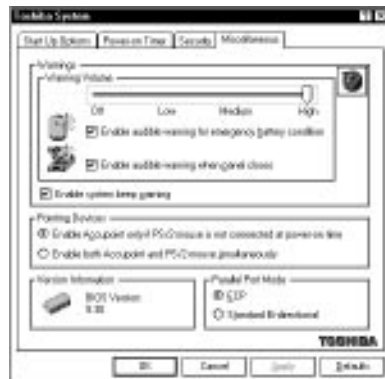 Toshiba System
Start Up Options Power-on Timer Security Miscellaneous
Warnings
Warning Volume
Off Low Medium High
Enable audible warning for emergency battery condition
Enable audible warning when panel closes
Enable system beep
Pointing Devices
Enable Accupoint only if PS/2 mouse is not connected at power-on time
Enable both Accupoint and PS/2 mouse simultaneously
Version Information
BIOS Version
Parallel Port Mode
ECP
Standard Bi-directional
TOSHIBA
OK Cancel Apply Defaults